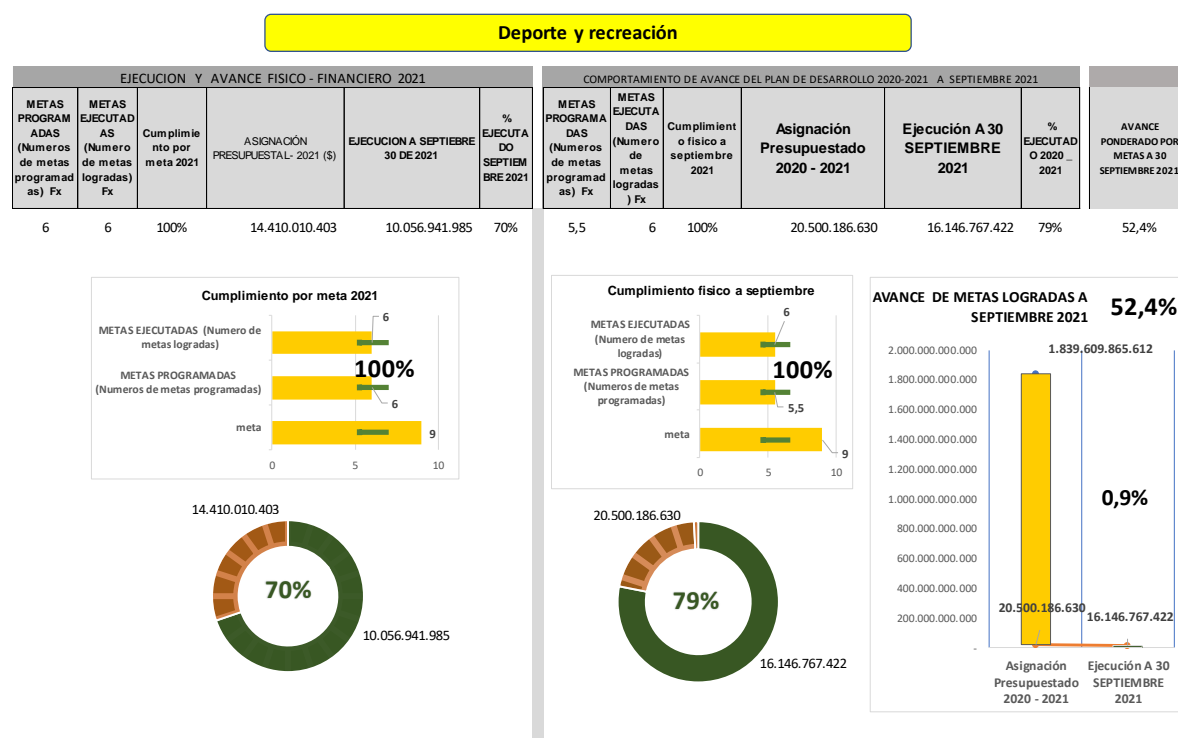 Deporte y recreación
EJECUCION Y AVANCE FISICO - FINANCIERO 2021
METAS
PROGRAM
ADAS
(Numeros
de metas
programad
as) Fx
METAS
EJECUTAD
AS
(Numero
de metas
logradas)
Fx
Cumplimie
nto por
meta 2021
ASIGNACIÓN
PRESUPUESTAL- 2021 ($)
EJECUCION A SEPTIEBRE
30 DE 2021
%
EJECUTA
DO
SEPTIEM
BRE 2021
6 6 100% 14.410.010.403 10.056.941.985 70%
COMPORTAMIENTO DE AVANCE DEL PLAN DE DESARROLLO 2020-2021 A SEPTIEMBRE 2021
METAS
PROGRAMA
DAS
(Numeros
de metas
programad
as) Fx
METAS
EJECUTA
DAS
(Numero
de
metas
logradas
) Fx
Cumplimient
o fisico a
septiembre
2021
Asignación
Presupuestado
2020 - 2021
Ejecución A 30
SEPTIEMBRE
2021
%
EJECUTAD
O 2020 _
2021
5,5 6 100% 20.500.186.630 16.146.767.422 79%
AVANCE
PONDERADO POR
METAS A 30
SEPTIEMBRE 2021
52,4%
Cumplimiento por meta 2021
METAS EJECUTADAS (Numero de
metas logradas)
6
METAS PROGRAMADAS
(Numeros de metas programadas)
100%
6
meta
9
0 5 10
14.410.010.403
70%
10.056.941.985
Cumplimiento fisico a septiembre
METAS EJECUTADAS
(Numero de metas
logradas)
6
METAS PROGRAMADAS
(Numeros de metas
programadas)
100%
5,5
meta
9
0 5 10
20.500.186.630
79%
16.146.767.422
AVANCE DE METAS LOGRADAS A
SEPTIEMBRE 2021
52,4%
2.000.000.000.000
1.839.609.865.612
1.800.000.000.000
1.600.000.000.000
1.400.000.000.000
1.200.000.000.000
1.000.000.000.000
0,9%
800.000.000.000
600.000.000.000
400.000.000.000
200.000.000.000
20.500.186.630
16.146.767.422
-
Asignación
Presupuestado
2020 - 2021
Ejecución A 30
SEPTIEMBRE
2021